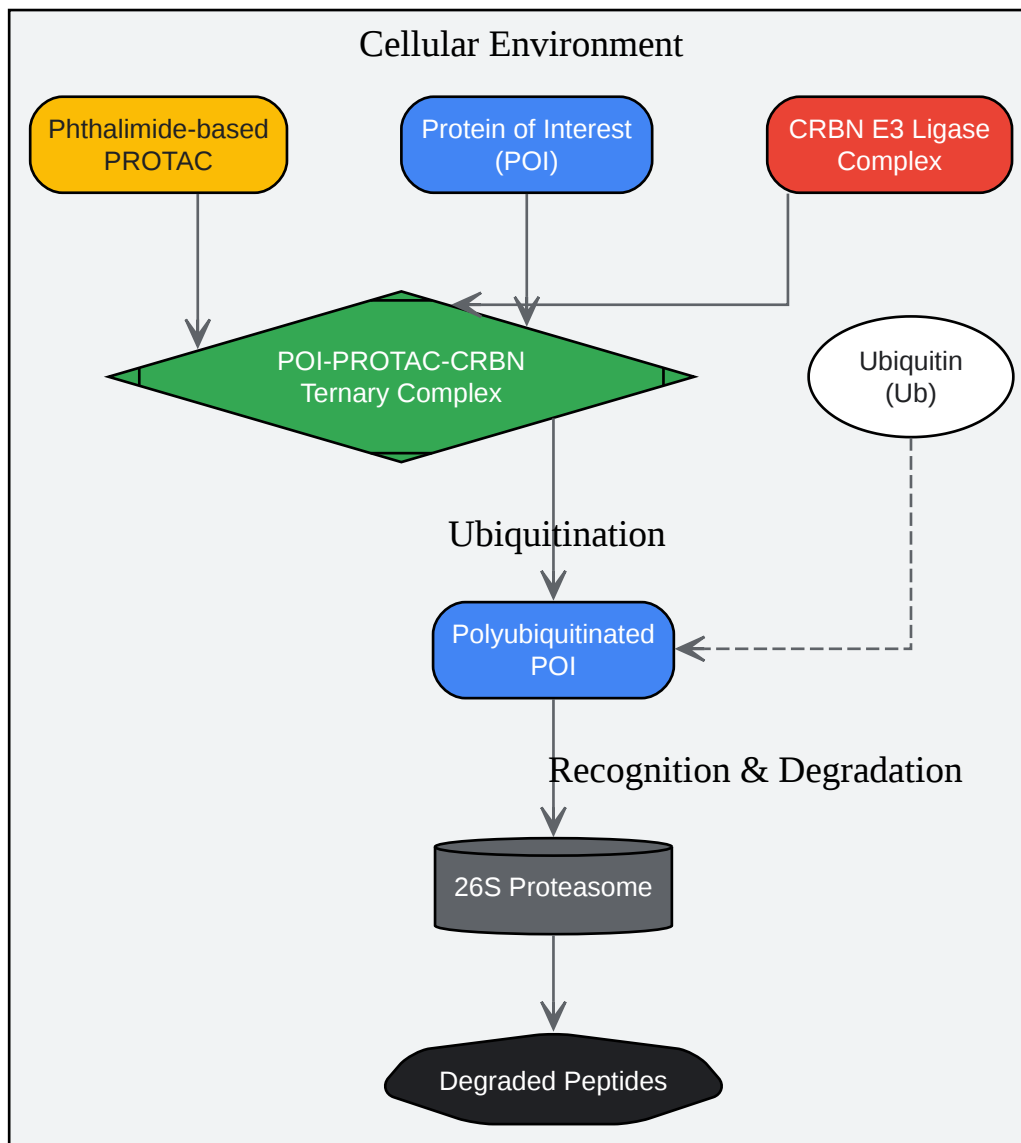 Cellular Environment
Phthalimide-based
PROTAC
Protein of Interest
(POI)
CRBN E3 Ligase
Complex
POI-PROTAC-CRBN
Ternary Complex
Ubiquitin
(Ub)
Ubiquitination
Polyubiquitinated
POI
Recognition & Degradation
26S Proteasome
Degraded Peptides